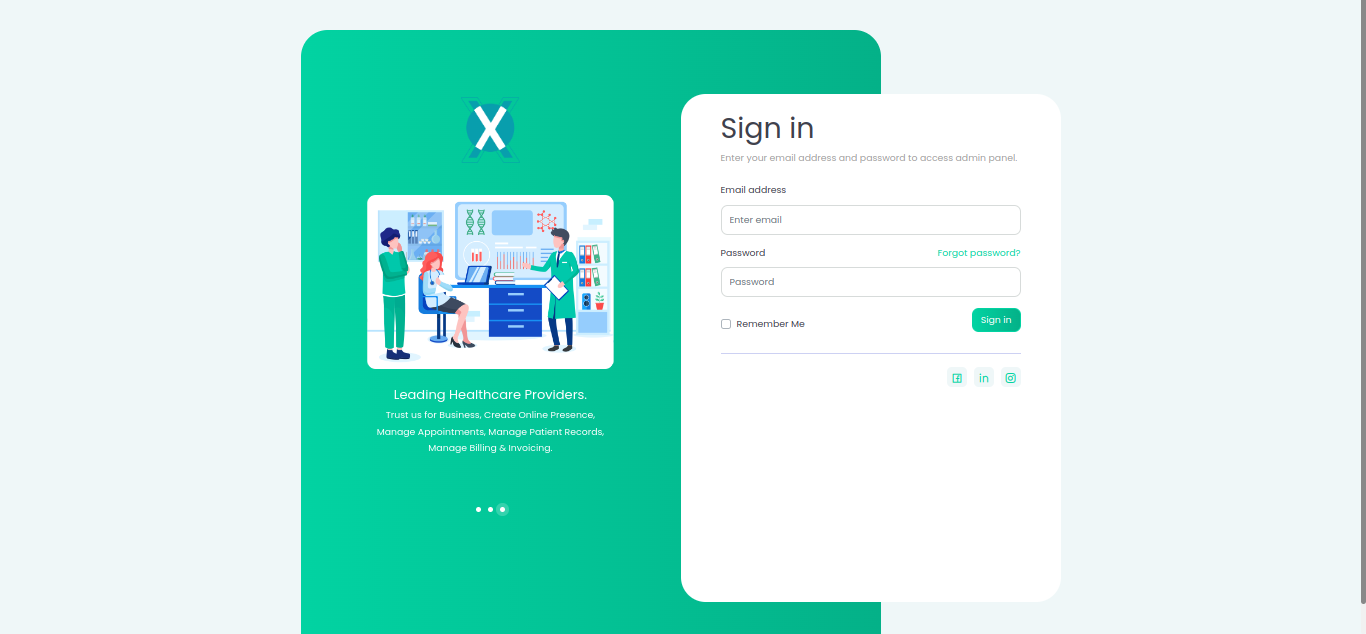 X
Leading Healthcare Providers.
Trust us for Business, Create Online Presence,
Manage Appointments, Manage Patient Records,
Manage Billing & Invoicing.
Sign in
Enter your email address and password to access admin panel.
Email address
Enter email
Password Forgot password?
Password
Remember Me Sign in